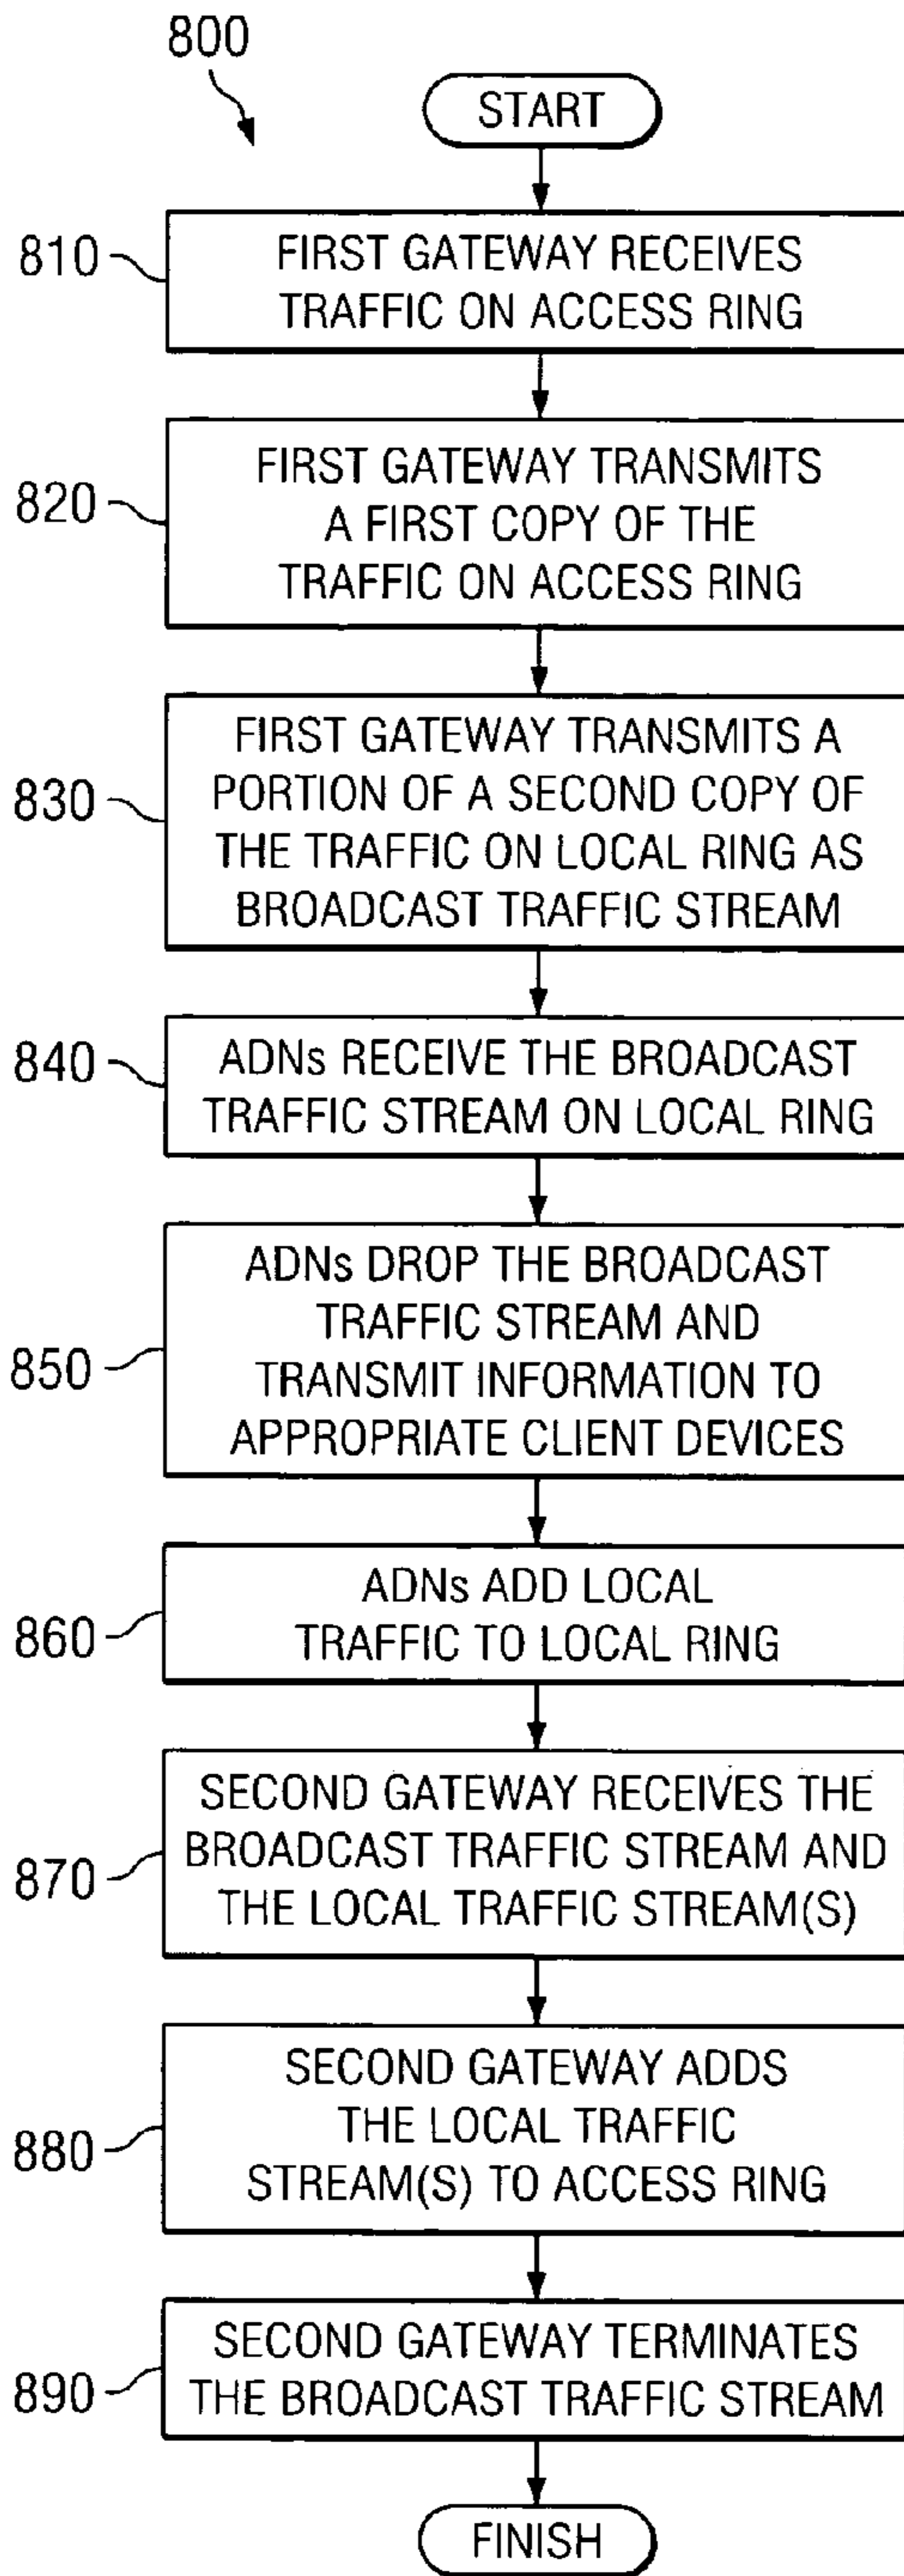 800
START
810
FIRST GATEWAY RECEIVES
TRAFFIC ON ACCESS RING
820
FIRST GATEWAY TRANSMITS
A FIRST COPY OF THE
TRAFFIC ON ACCESS RING
830
FIRST GATEWAY TRANSMITS A
PORTION OF A SECOND COPY OF
THE TRAFFIC ON LOCAL RING AS
BROADCAST TRAFFIC STREAM
840
ADNs RECEIVE THE BROADCAST
TRAFFIC STREAM ON LOCAL RING
850
ADNs DROP THE BROADCAST
TRAFFIC STREAM AND
TRANSMIT INFORMATION TO
APPROPRIATE CLIENT DEVICES
860
ADNs ADD LOCAL
TRAFFIC TO LOCAL RING
870
SECOND GATEWAY RECEIVES THE
BROADCAST TRAFFIC STREAM AND
THE LOCAL TRAFFIC STREAM(S)
880
SECOND GATEWAY ADDS
THE LOCAL TRAFFIC
STREAM(S) TO ACCESS RING
890
SECOND GATEWAY TERMINATES
THE BROADCAST TRAFFIC STREAM
FINISH